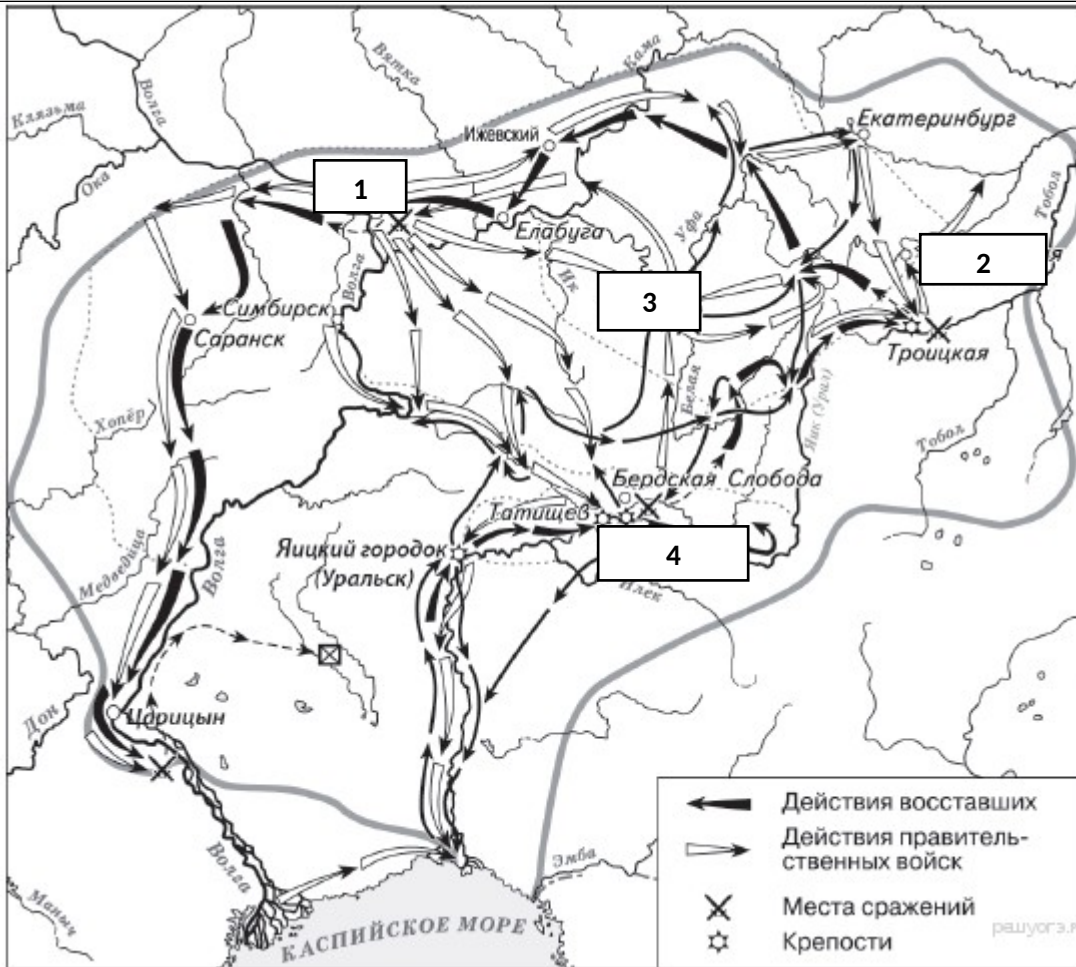 Клязьма
Волга
Вятка
Кама
Ока
Ижевский
Екатеринбург
Тобол
1
Елабуга
Уфа
2
я
Волга
Ик
3
Симбирск
Саранск
Троицкая
Белая
Яик (Урал)
Хопёр
Тобол
Бердская Слобода
Татищев
Медведица
Волга
Яицкий городок
(Уральск)
4
Илек
Дон
Царицын
Волга
Эмба
Маныч
КАСПИЙСКОЕ МОРЕ
Действия восставших
Действия правитель-
ственных войск
Места сражений
Крепости
решуогэ.р